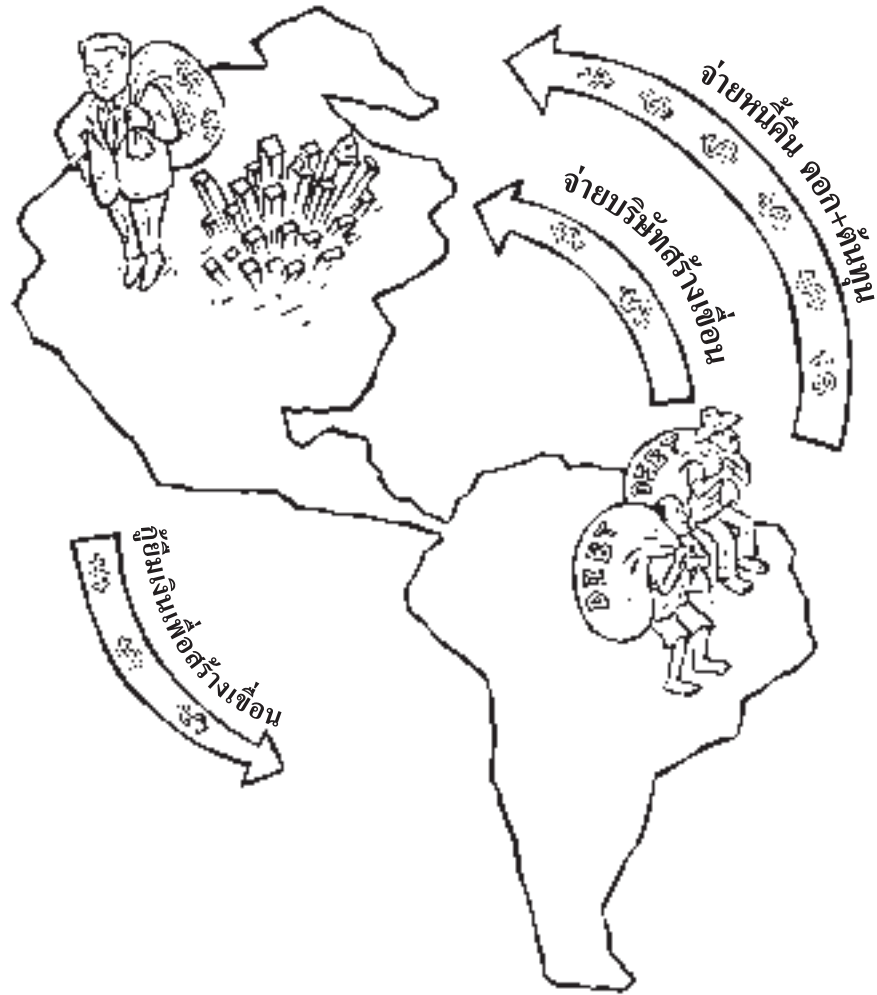 จ่ายหนี้คืน ดอก+ต้นทุน
จ่ายบริษัทสร้างเขื่อน
$ $ $ $ $ $
$ $
$ $
DEBT
DEBT
กู้ยืมเงินเพื่อสร้างเขื่อน
$ $ $